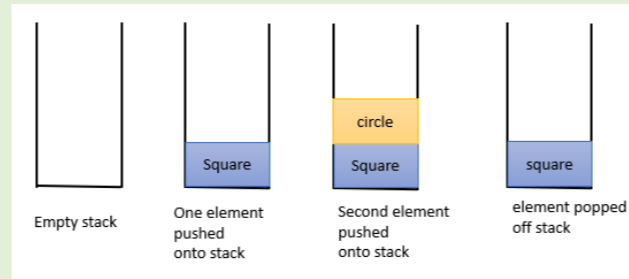 circle
Square
Square
square
Empty stack
One element
pushed
onto stack
Second element
pushed
onto stack
element popped
off stack